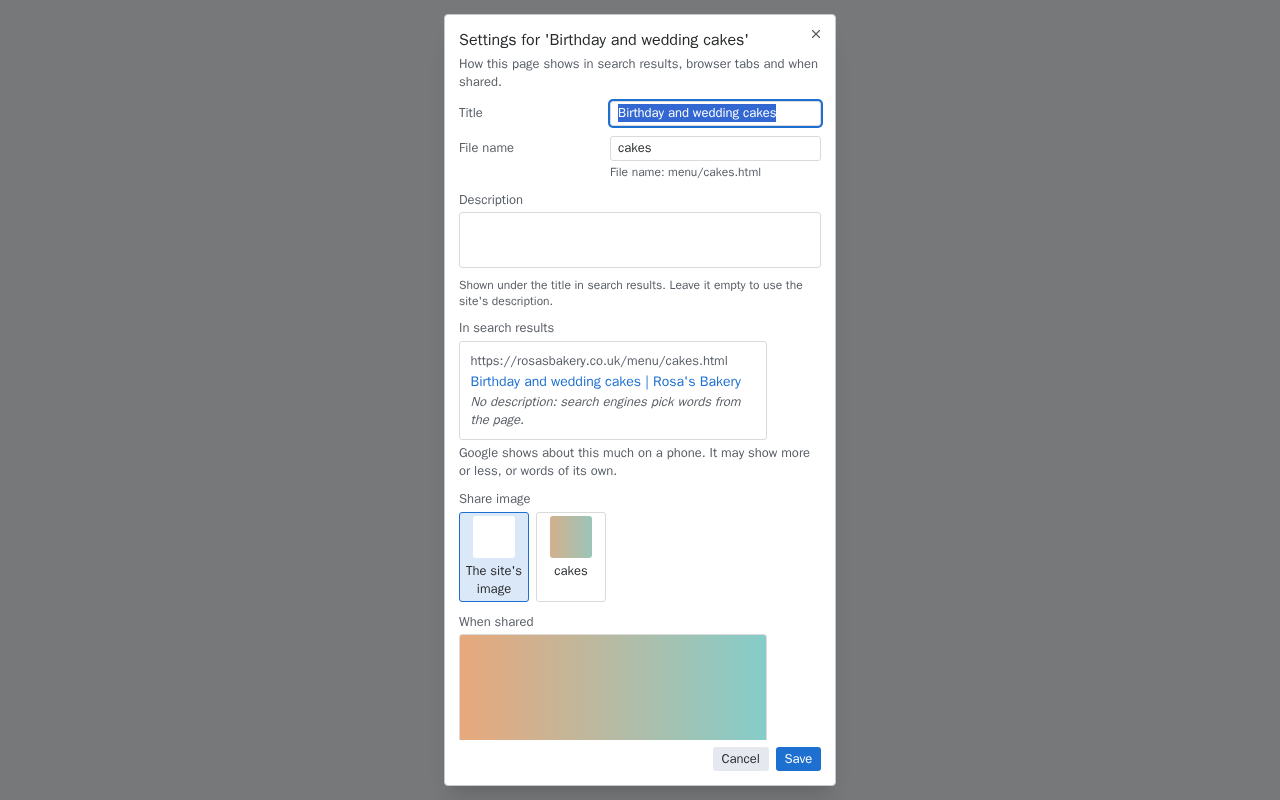 Settings for 'Birthday and wedding cakes'
×
How this page shows in search results, browser tabs and when
shared.
Title
Birthday and wedding cakes
File name
cakes
File name: menu/cakes.html
Description
Shown under the title in search results. Leave it empty to use the
site's description.
In search results
https://rosasbakery.co.uk/menu/cakes.html
Birthday and wedding cakes | Rosa's Bakery
No description: search engines pick words from
the page.
Google shows about this much on a phone. It may show more
or less, or words of its own.
Share image
The site's
image
cakes
When shared
Cancel
Save